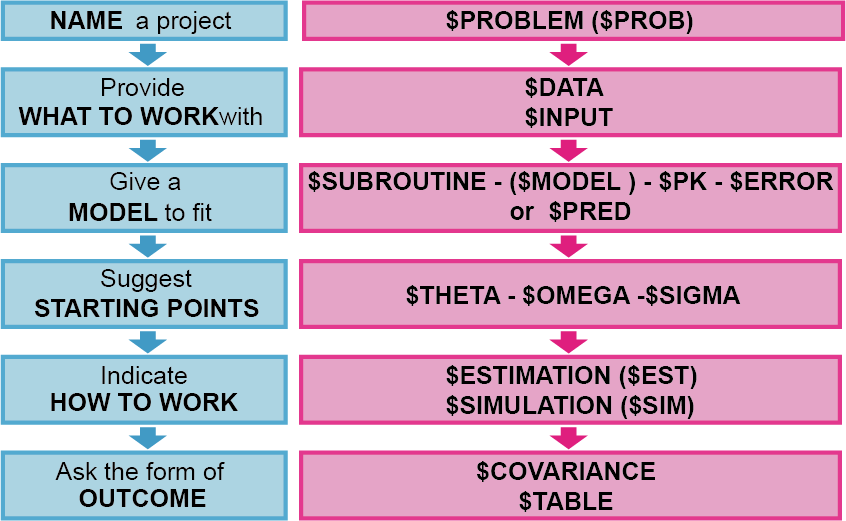 NAME a project
$PROBLEM ($PROB)
Provide
WHAT TO WORKwith
$DATA
$INPUT
Give a
MODEL to fit
$SUBROUTINE - ($MODEL ) - $PK - $ERROR
or $PRED
Suggest
STARTING POINTS
$THETA - $OMEGA -$SIGMA
Indicate
HOW TO WORK
$ESTIMATION ($EST)
$SIMULATION ($SIM)
Ask the form of
OUTCOME
$COVARIANCE
$TABLE